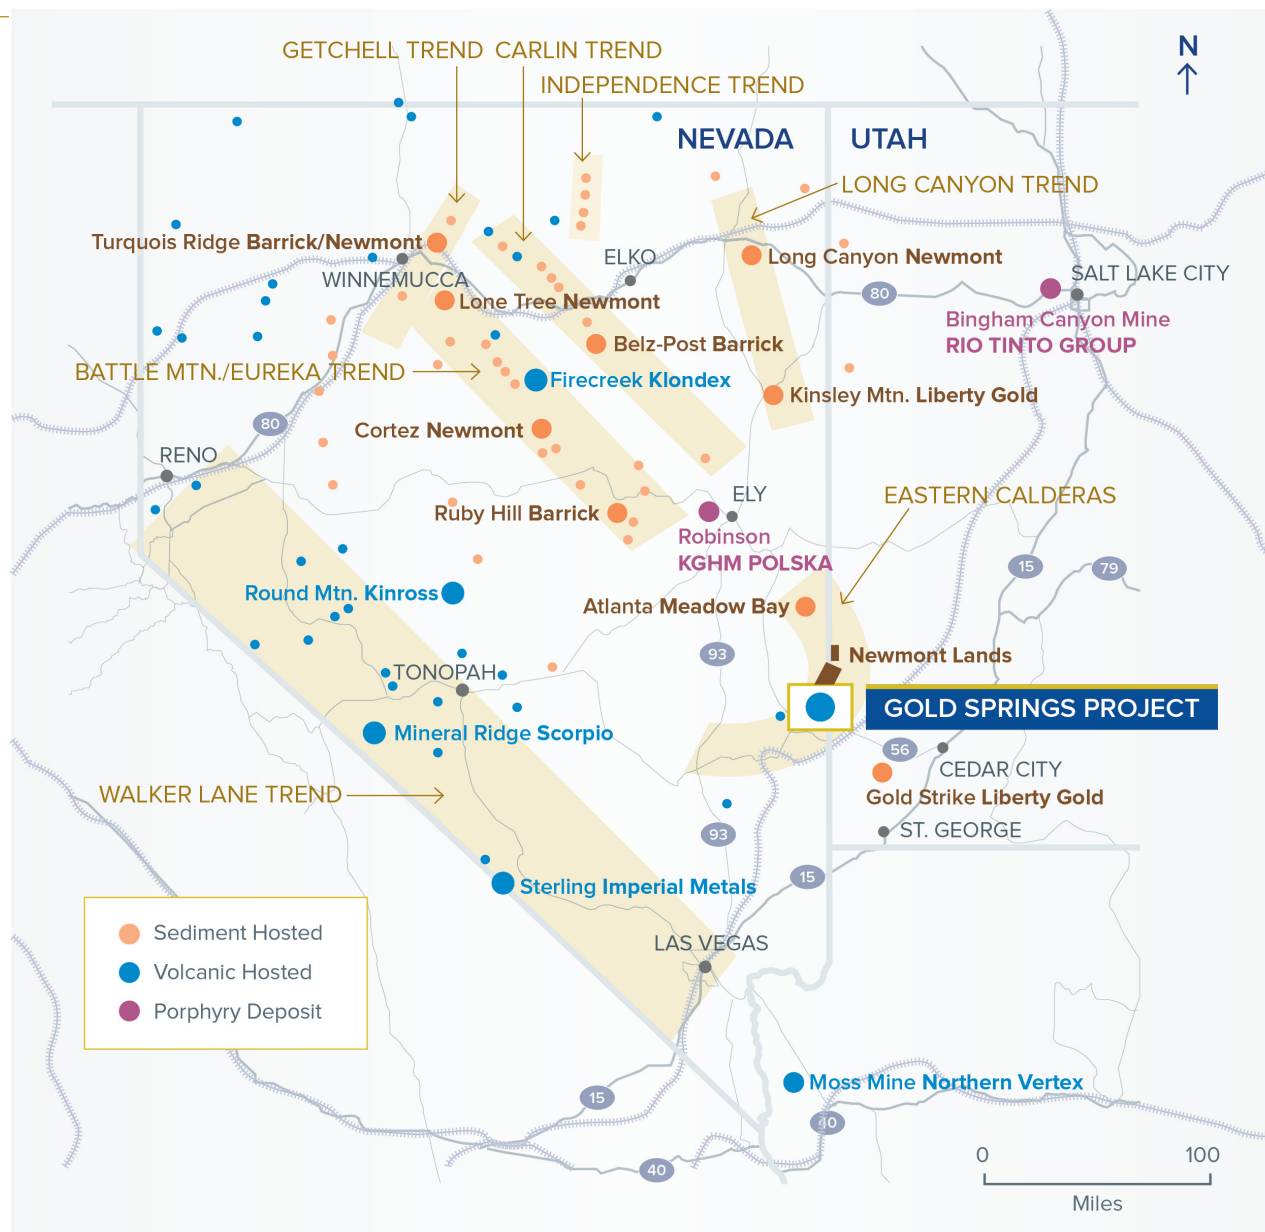 GETCHELL TREND
CARLIN TREND
INDEPENDENCE TREND
N
NEVADA
UTAH
LONG CANYON TREND
Turquois Ridge Barrick/Newmont
WINNEMUCCA
ELKO
Long Canyon Newmont
SALT LAKE CITY
80
Lone Tree Newmont
Bingham Canyon Mine
RIO TINTO GROUP
Belz-Post Barrick
BATTLE MTN./EUREKA TREND
Firecreek Klondex
Kinsley Mtn. Liberty Gold
80
Cortez Newmont
RENO
ELY
EASTERN CALDERAS
Ruby Hill Barrick
Robinson
KGHM POLSKA
15
79
Round Mtn. Kinross
Atlanta Meadow Bay
93
Newmont Lands
TONOPAH
GOLD SPRINGS PROJECT
Mineral Ridge Scorpio
56
CEDAR CITY
WALKER LANE TREND
Gold Strike Liberty Gold
93
ST. GEORGE
15
Sterling Imperial Metals
Sediment Hosted
Volcanic Hosted
Porphyry Deposit
LAS VEGAS
Moss Mine Northern Vertex
15
40
40
0 100
Miles